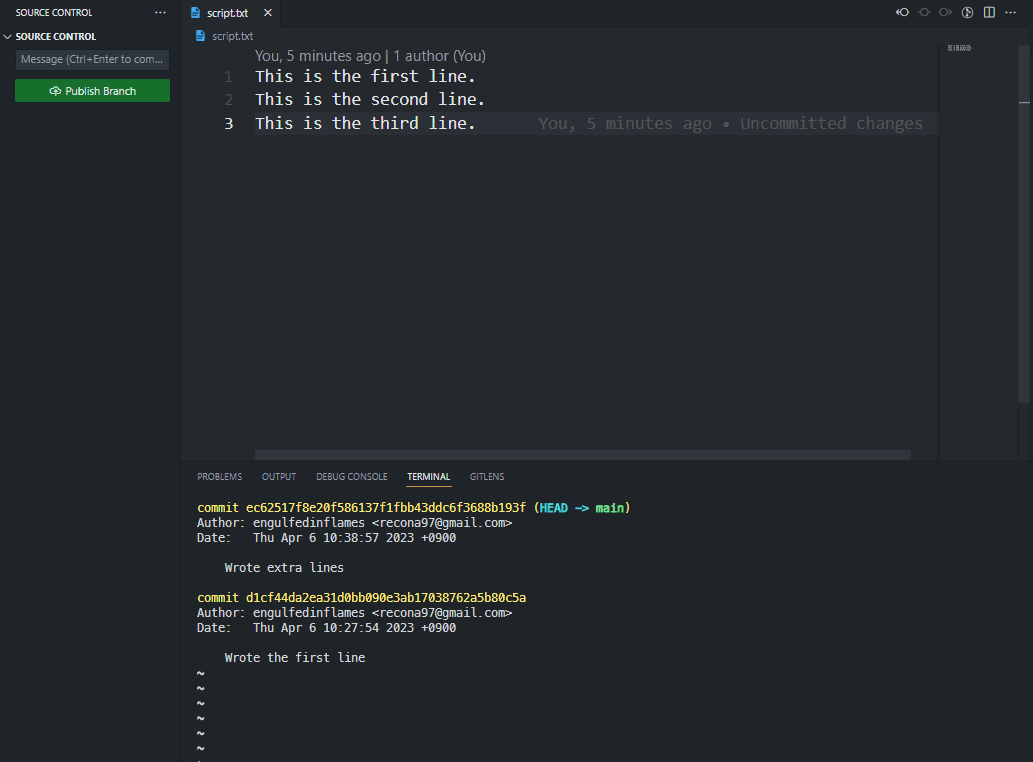 SOURCE CONTROL ···
script.txt
SOURCE CONTROL
script.txt
Message (Ctrl+Enter to com...
Publish Branch
You, 5 minutes ago | 1 author (You)
1 This is the first line.
2 This is the second line.
3 This is the third line. You, 5 minutes ago • Uncommitted changes
PROBLEMS OUTPUT DEBUG CONSOLE TERMINAL GITLENS
commit ec62517f8e20f586137f1fbb43ddc6f3688b193f (HEAD -> main)
Author: engulfedinflames <recona97@gmail.com>
Date: Thu Apr 6 10:38:57 2023 +0900
Wrote extra lines
commit d1cf44da2ea31d0bb090e3ab17038762a5b80c5a
Author: engulfedinflames <recona97@gmail.com>
Date: Thu Apr 6 10:27:54 2023 +0900
Wrote the first line
~
~
~
~
~
~